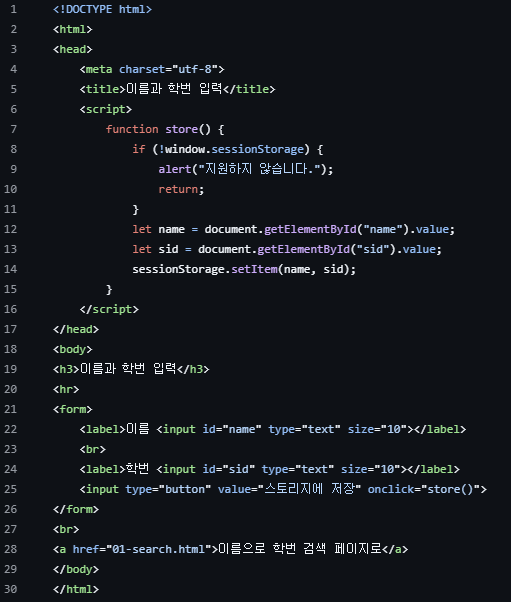 1 <!DOCTYPE html>
2 <html>
3 <head>
4 <meta charset="utf-8">
5 <title>이름과 학번 입력</title>
6 <script>
7 function store() {
8 if (!window.sessionStorage) {
9 alert("지원하지 않습니다.");
10 return;
11 }
12 let name = document.getElementById("name").value;
13 let sid = document.getElementById("sid").value;
14 sessionStorage.setItem(name, sid);
15 }
16 </script>
17 </head>
18 <body>
19 <h3>이름과 학번 입력</h3>
20 <hr>
21 <form>
22 <label>이름 <input id="name" type="text" size="10"></label>
23 <br>
24 <label>학번 <input id="sid" type="text" size="10"></label>
25 <input type="button" value="스토리지에 저장" onclick="store()">
26 </form>
27 <br>
28 <a href="01-search.html">이름으로 학번 검색 페이지로</a>
29 </body>
30 </html>